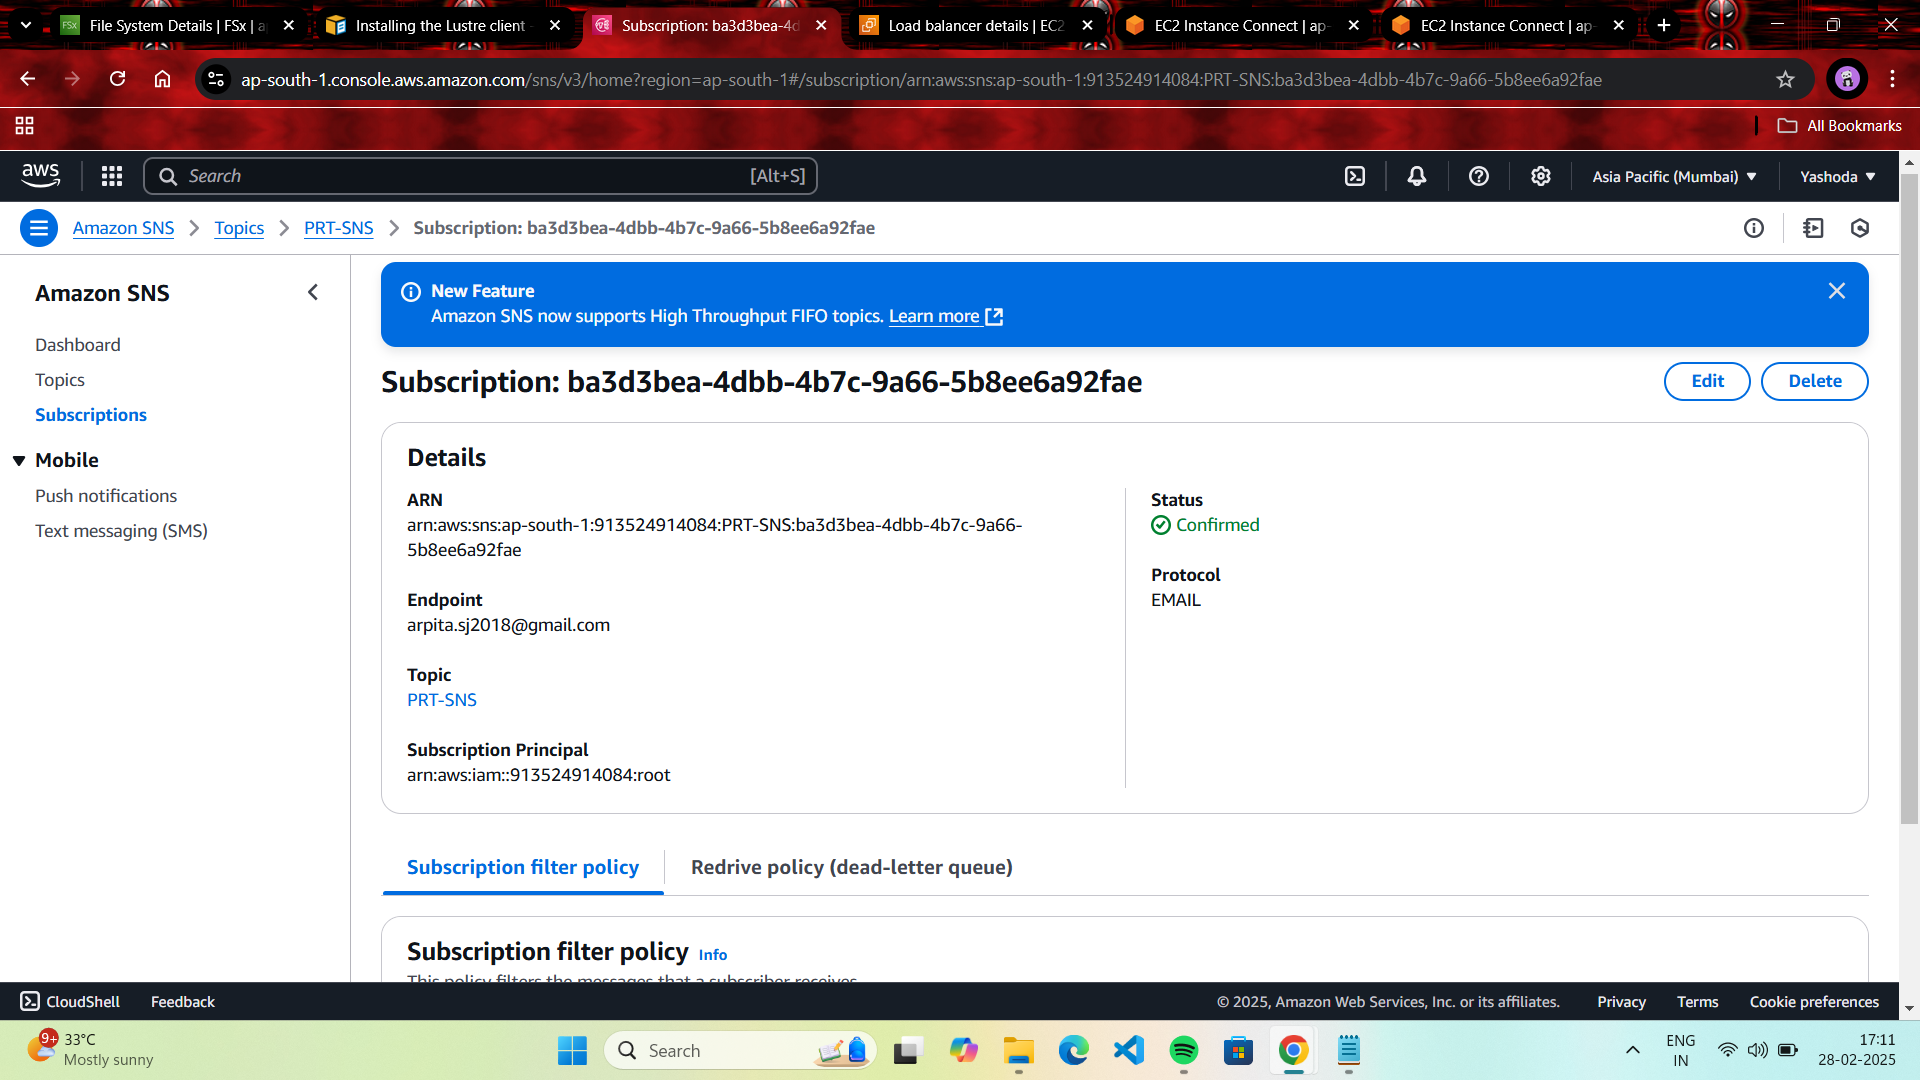 File System Details | FSx | a
Installing the Lustre client -
Subscription: ba3d3bea-4d
Load balancer details | EC2
EC2 Instance Connect | ap-
EC2 Instance Connect | ap-
ap-south-1.console.aws.amazon.com/sns/v3/home?region=ap-south-1#/subscription/arn:aws:sns:ap-south-1:913524914084:PRT-SNS:ba3d3bea-4dbb-4b7c-9a66-5b8ee6a92fae
All Bookmarks
aws
Search
[Alt+S]
Asia Pacific (Mumbai)
Yashoda
Amazon SNS
Topics
PRT-SNS
Subscription: ba3d3bea-4dbb-4b7c-9a66-5b8ee6a92fae
Amazon SNS
Dashboard
Topics
Subscriptions
Mobile
Push notifications
Text messaging (SMS)
New Feature
Amazon SNS now supports High Throughput FIFO topics. Learn more
Subscription: ba3d3bea-4dbb-4b7c-9a66-5b8ee6a92fae
Edit
Delete
Details
ARN
arn:aws:sns:ap-south-1:913524914084:PRT-SNS:ba3d3bea-4dbb-4b7c-9a66-
5b8ee6a92fae
Endpoint
arpita.sj2018@gmail.com
Topic
PRT-SNS
Subscription Principal
arn:aws:iam::913524914084:root
Status
Confirmed
Protocol
EMAIL
Subscription filter policy
Redrive policy (dead-letter queue)
Subscription filter policy Info
This policy filters the messages that a subscriber receives.
CloudShell
Feedback
© 2025, Amazon Web Services, Inc. or its affiliates.
Privacy
Terms
Cookie preferences
9+
33°C
Mostly sunny
Search
ENG
IN
17:11
28-02-2025